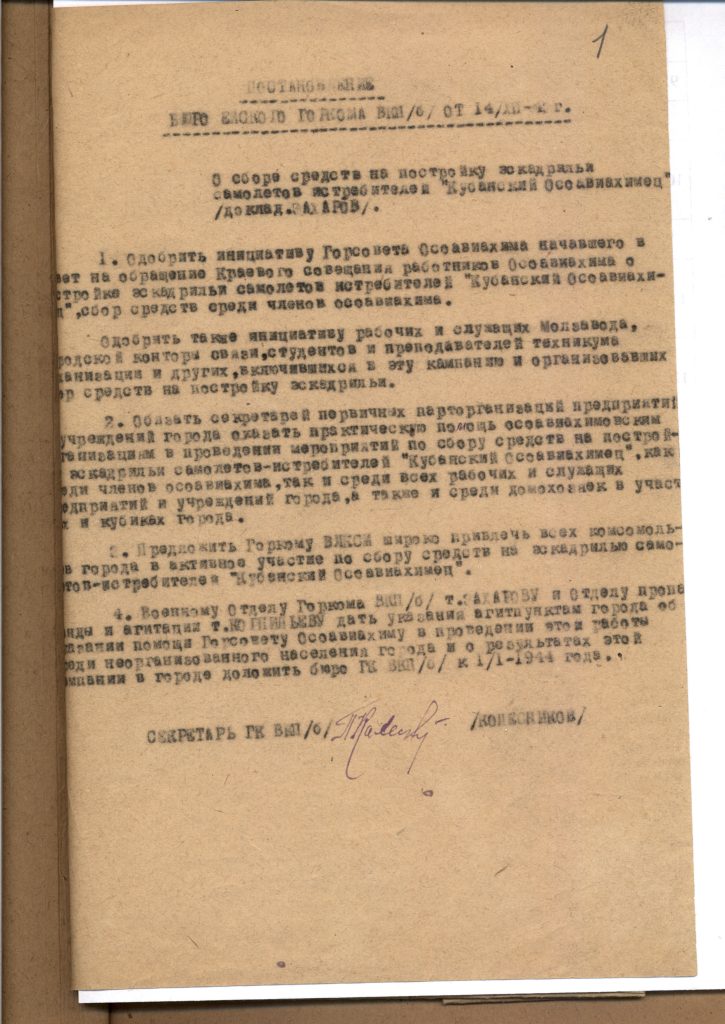 1
ПОСТАНОВЛЕНИЕ
БЮРО ЕЙСКОГО ГОРКОМА ВКП/б/ ОТ 14/ХП- г.
О сборе средств на постройку эскадрильи
самолетов истребителей "Кубанский Осоавиахимец"
/доклад.ЗАХАРОВ/.
1. Одобрить инициативу Горсовета Осоавиахима начавшего в
вет на обращение Краевого совещания работников Осоавиахима о
стройке эскадрильи самолетов истребителей "Кубанский Осоавиахи-
ц",сбор средств среди членов осоавиахима.
Одобрить также инициативу рабочих и служащих Молзавода,
родской конторы связи,студентов и преподавателей техникума
ханизации и других,включившихся в эту кампанию и организовавших
ор средств на постройку эскадрильи.
2. Обязать секретарей первичных парторганизаций предприятий
учреждений города оказать практическую помощь осоавиахимовским
ганизациям в проведении мероприятий по сбору средств на построй-
эскадрильи самолетов-истребителей "Кубанский Осоавиахимец",как
еди членов осоавиахима,так и среди всех рабочих и служащих
едприятий и учреждений города,а также и среди домохозяек в участ
х и кубиках города.
3. Предложить Горкому ВЛКСМ широко привлечь всех комсомоль-
в города в активное участие по сбору средств на эскадрилью само-
тов-истребителей "Кубанский Осоавиахимец".
4. Военному Отделу Горкома ВКП/б/ т.ЗАХАРОВУ и Отделу пропа
нды и агитации т.КОРНИЛЬЕВУ дать указания агитпунктам города об
азании помощи Горсовету Осоавиахиму в проведении этой работы
реди неорганизованного населения города и о результатах этой
мпании в городе доложить бюро ГК ВКП/б/ к 1/1-1944 года.
СЕКРЕТАРЬ ГК ВКП/б/ /КОЛЕСНИКОВ/